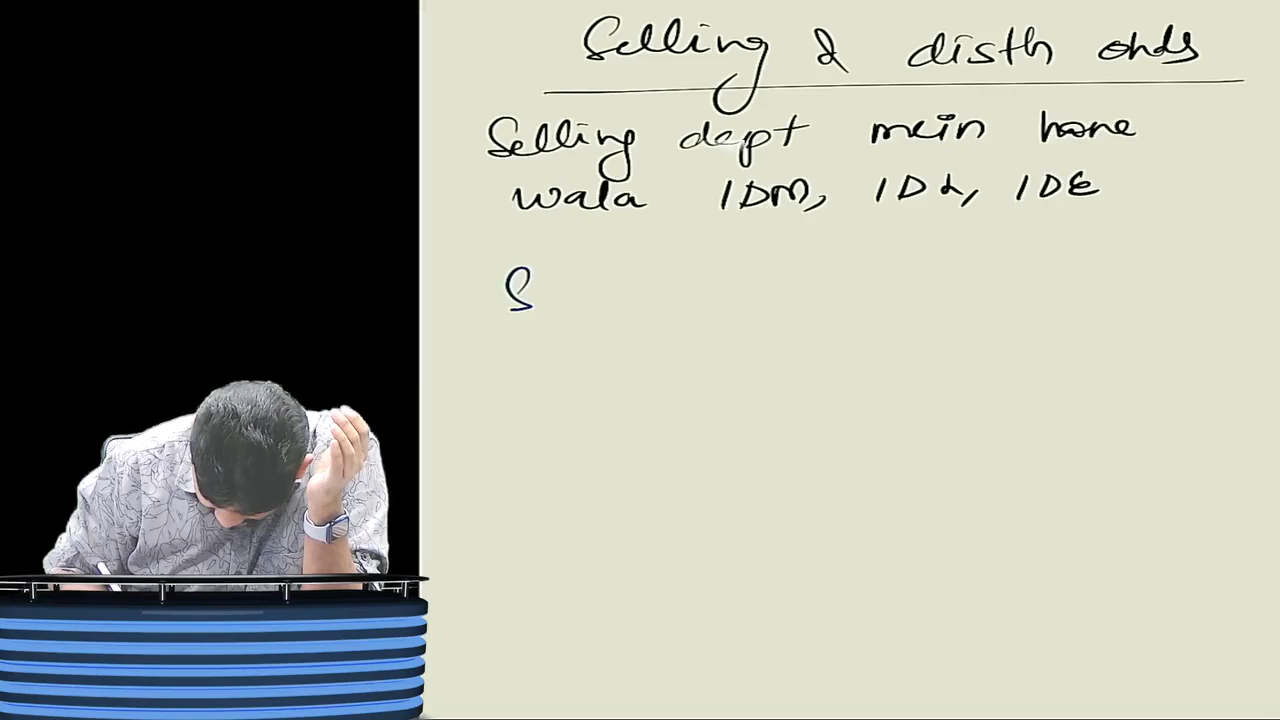 Selling & distn ohds
Selling dept mein hone
wala IDM, IDL, IDE
S